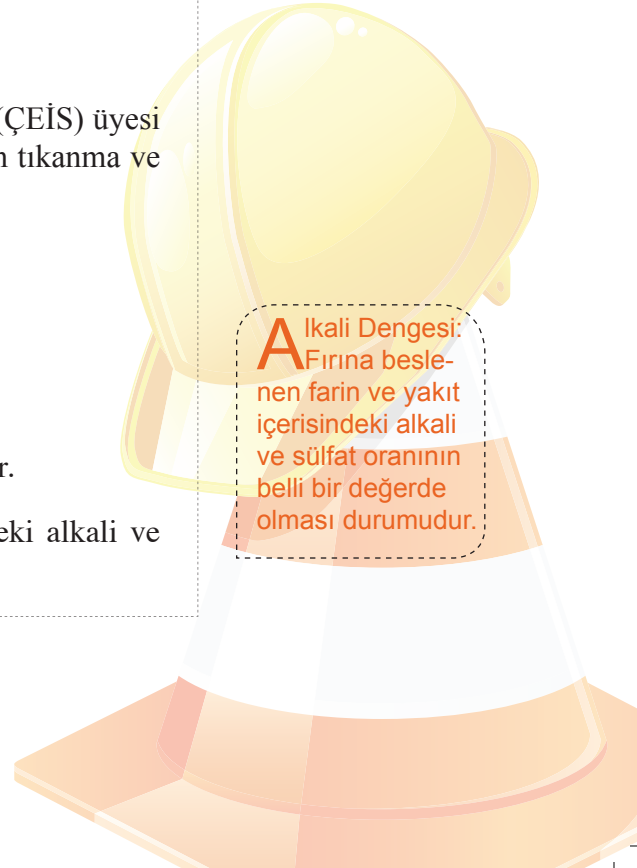 (ÇEİS) üyesi
tıkanma ve
r.
eki alkali ve
Alkali Dengesi:
Fırına besle-
nen farin ve yakıt
içerisindeki alkali
ve sülfat oranının
belli bir değerde
olması durumudur.